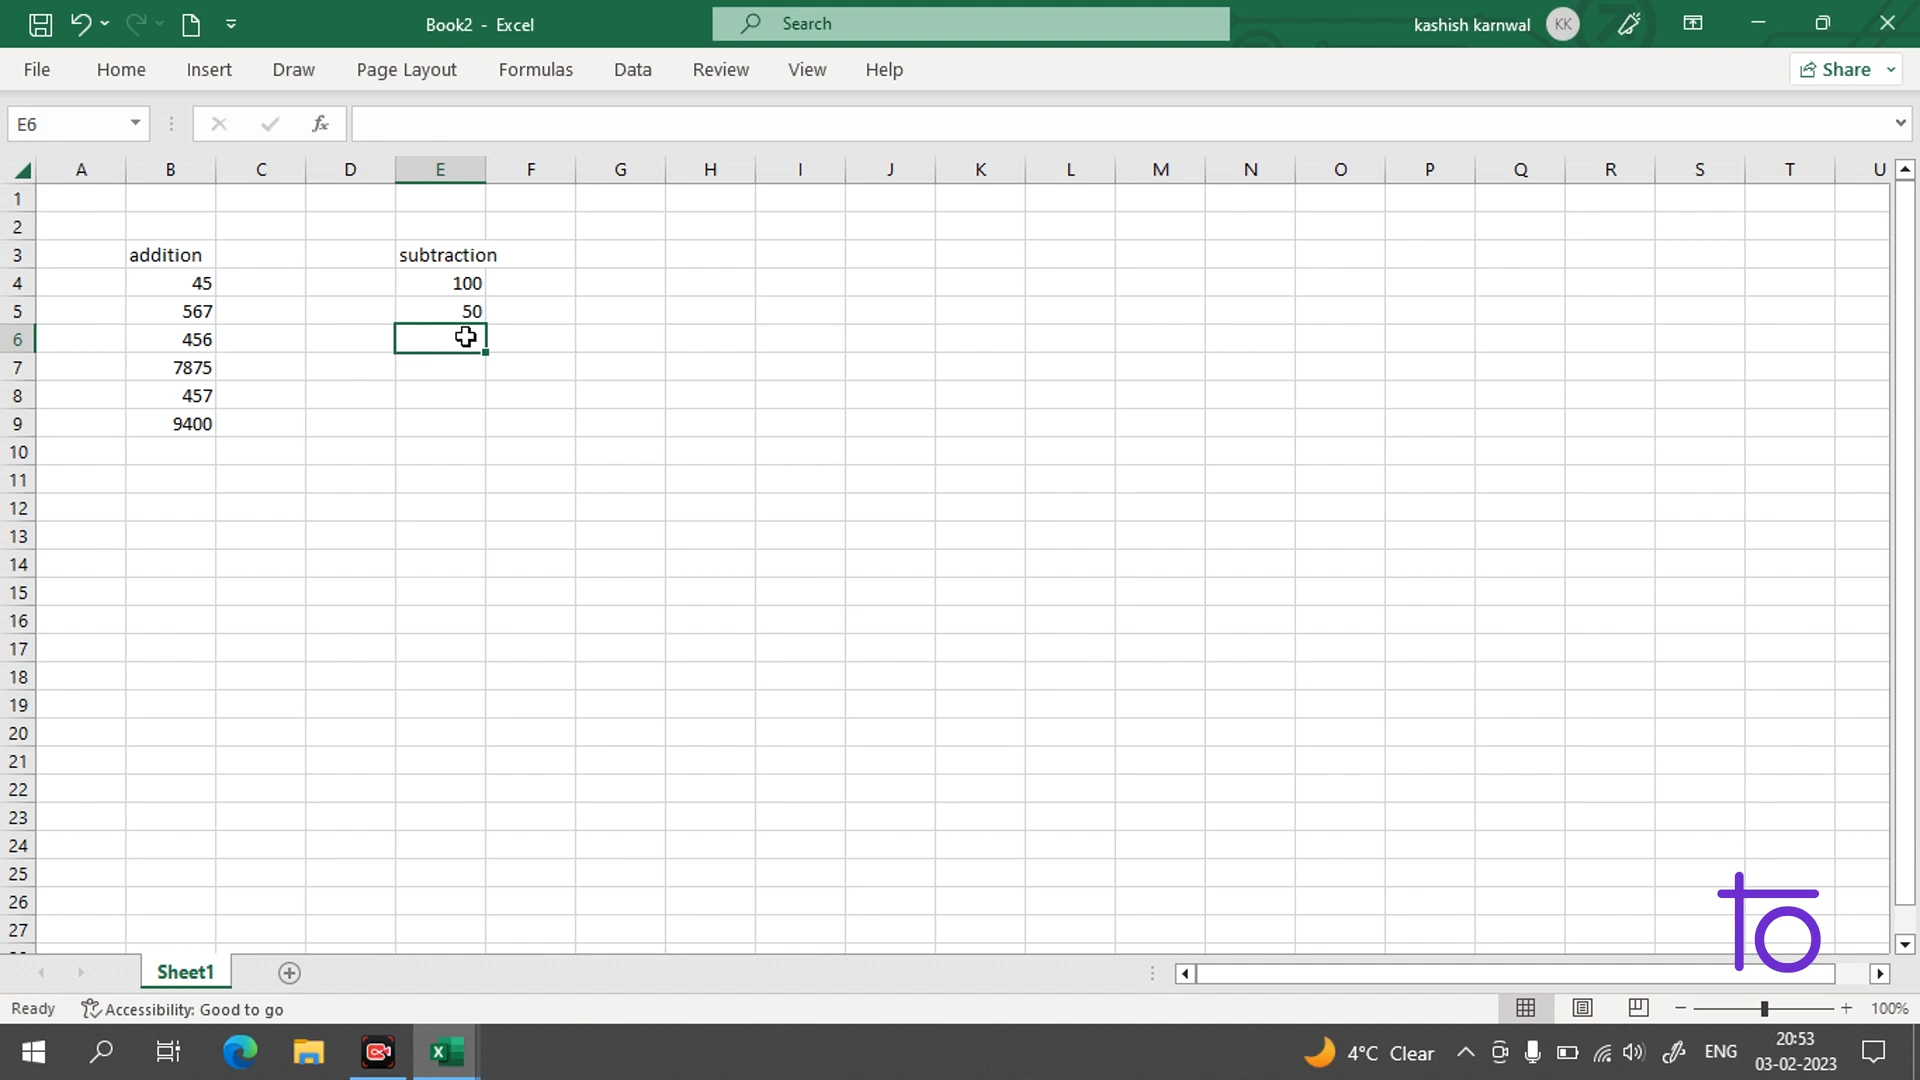 Book2 - Excel
Search
kashish karnwal
KK
File Home Insert Draw Page Layout Formulas Data Review View Help
Share
E6
fx
A B C D E F G H I J K L M N O P Q R S T U
1
2
3 addition subtraction
4 45 100
5 567 50
6 456
7 7875
8 457
9 9400
10
11
12
13
14
15
16
17
18
19
20
21
22
23
24
25
26
27
to
Sheet1
Ready Accessibility: Good to go 100%
4°C Clear ENG 20:53
03-02-2023